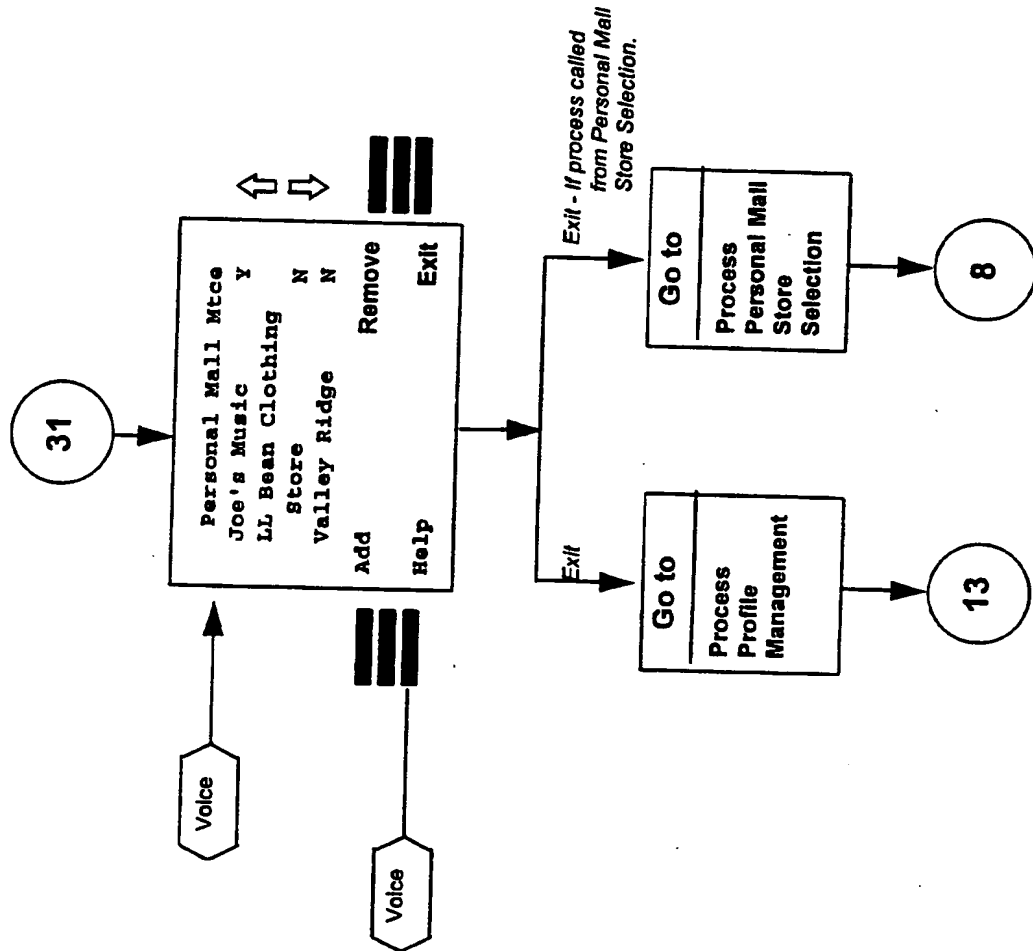 31
Voice
Personal Mall Mtce
Joe's Music Y
LL Bean Clothing
Store N
Valley Ridge N
Add Remove
Help Exit
Voice
Exit
Exit - If process called
from Personal Mall
Store Selection.
Go to
Process
Profile
Management
Go to
Process
Personal Mall
Store
Selection
13
8